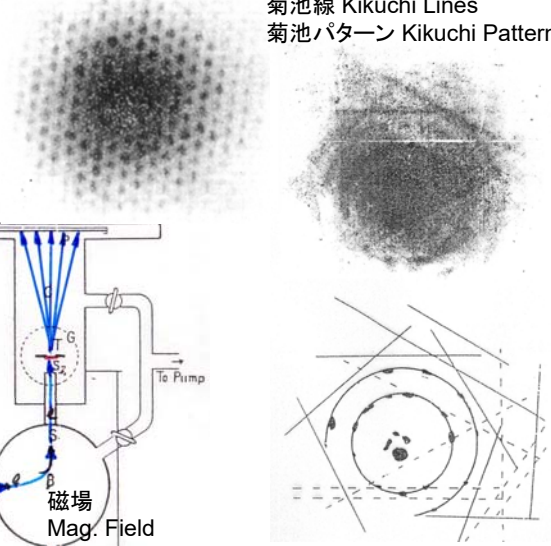 菊池線 Kikuchi Lines
菊池パターン Kikuchi Pattern
P
C
G
T
S₂
To Pump
S
B
磁場
Mag. Field